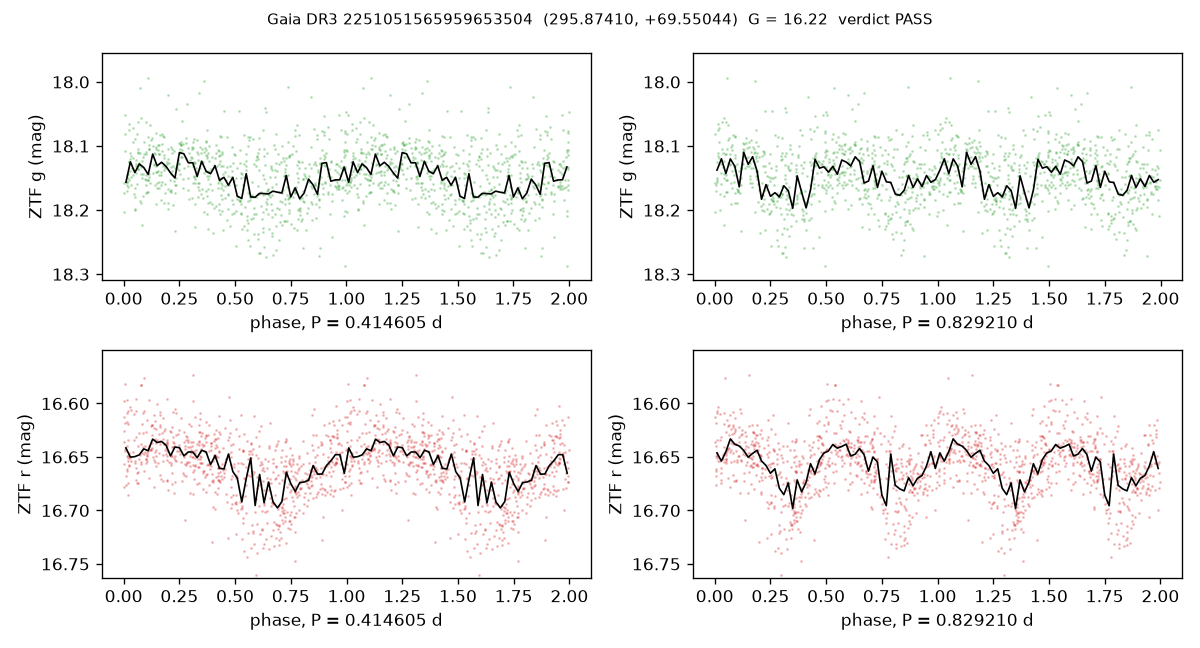 Gaia DR3 2251051565959653504  (295.87410, +69.55044)  G = 16.22  verdict PASS
ZTF g (mag)
18.0
18.1
18.2
18.3
0.00 0.25 0.50 0.75 1.00 1.25 1.50 1.75 2.00
phase, P = 0.414605 d
ZTF g (mag)
18.0
18.1
18.2
18.3
0.00 0.25 0.50 0.75 1.00 1.25 1.50 1.75 2.00
phase, P = 0.829210 d
ZTF r (mag)
16.60
16.65
16.70
16.75
0.00 0.25 0.50 0.75 1.00 1.25 1.50 1.75 2.00
phase, P = 0.414605 d
ZTF r (mag)
16.60
16.65
16.70
16.75
0.00 0.25 0.50 0.75 1.00 1.25 1.50 1.75 2.00
phase, P = 0.829210 d